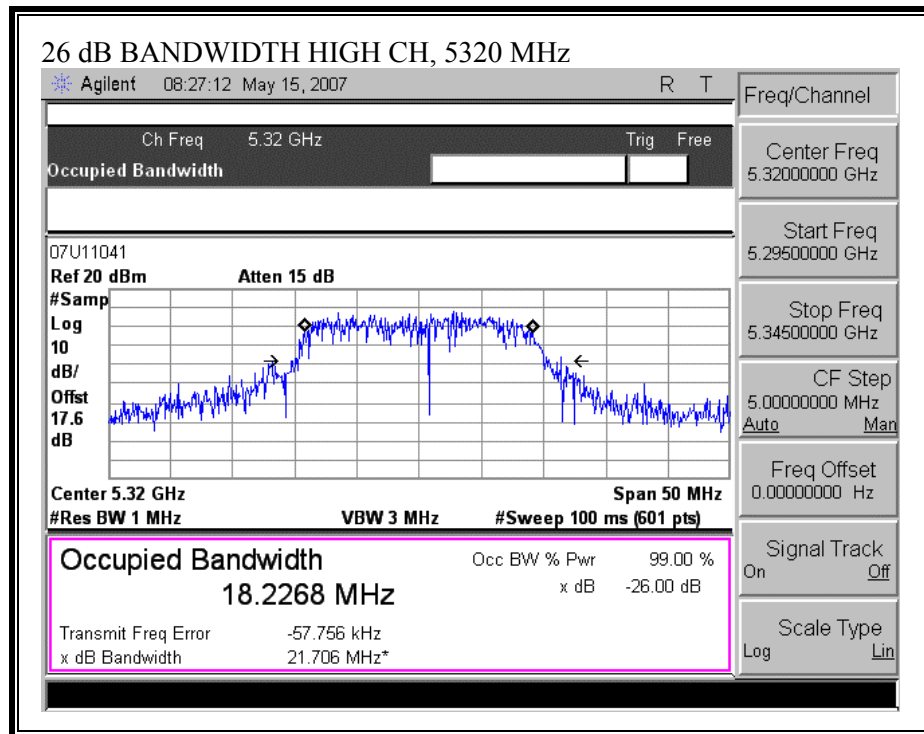 26 dB BANDWIDTH HIGH CH, 5320 MHz
Agilent 08:27:12 May 15, 2007 R T
Freq/Channel
Ch Freq 5.32 GHz Trig Free
Occupied Bandwidth
Center Freq
5.32000000 GHz
Start Freq
5.29500000 GHz
Stop Freq
5.34500000 GHz
CF Step
5.00000000 MHz
Auto Man
Freq Offset
0.00000000 Hz
Signal Track
On Off
Scale Type
Log Lin
07U11041
Ref 20 dBm Atten 15 dB
#Samp
Log
10
dB/
Offst
17.6
dB
Center 5.32 GHz Span 50 MHz
#Res BW 1 MHz VBW 3 MHz #Sweep 100 ms (601 pts)
Occupied Bandwidth
18.2268 MHz
Occ BW % Pwr 99.00 %
x dB -26.00 dB
Transmit Freq Error -57.756 kHz
x dB Bandwidth 21.706 MHz*